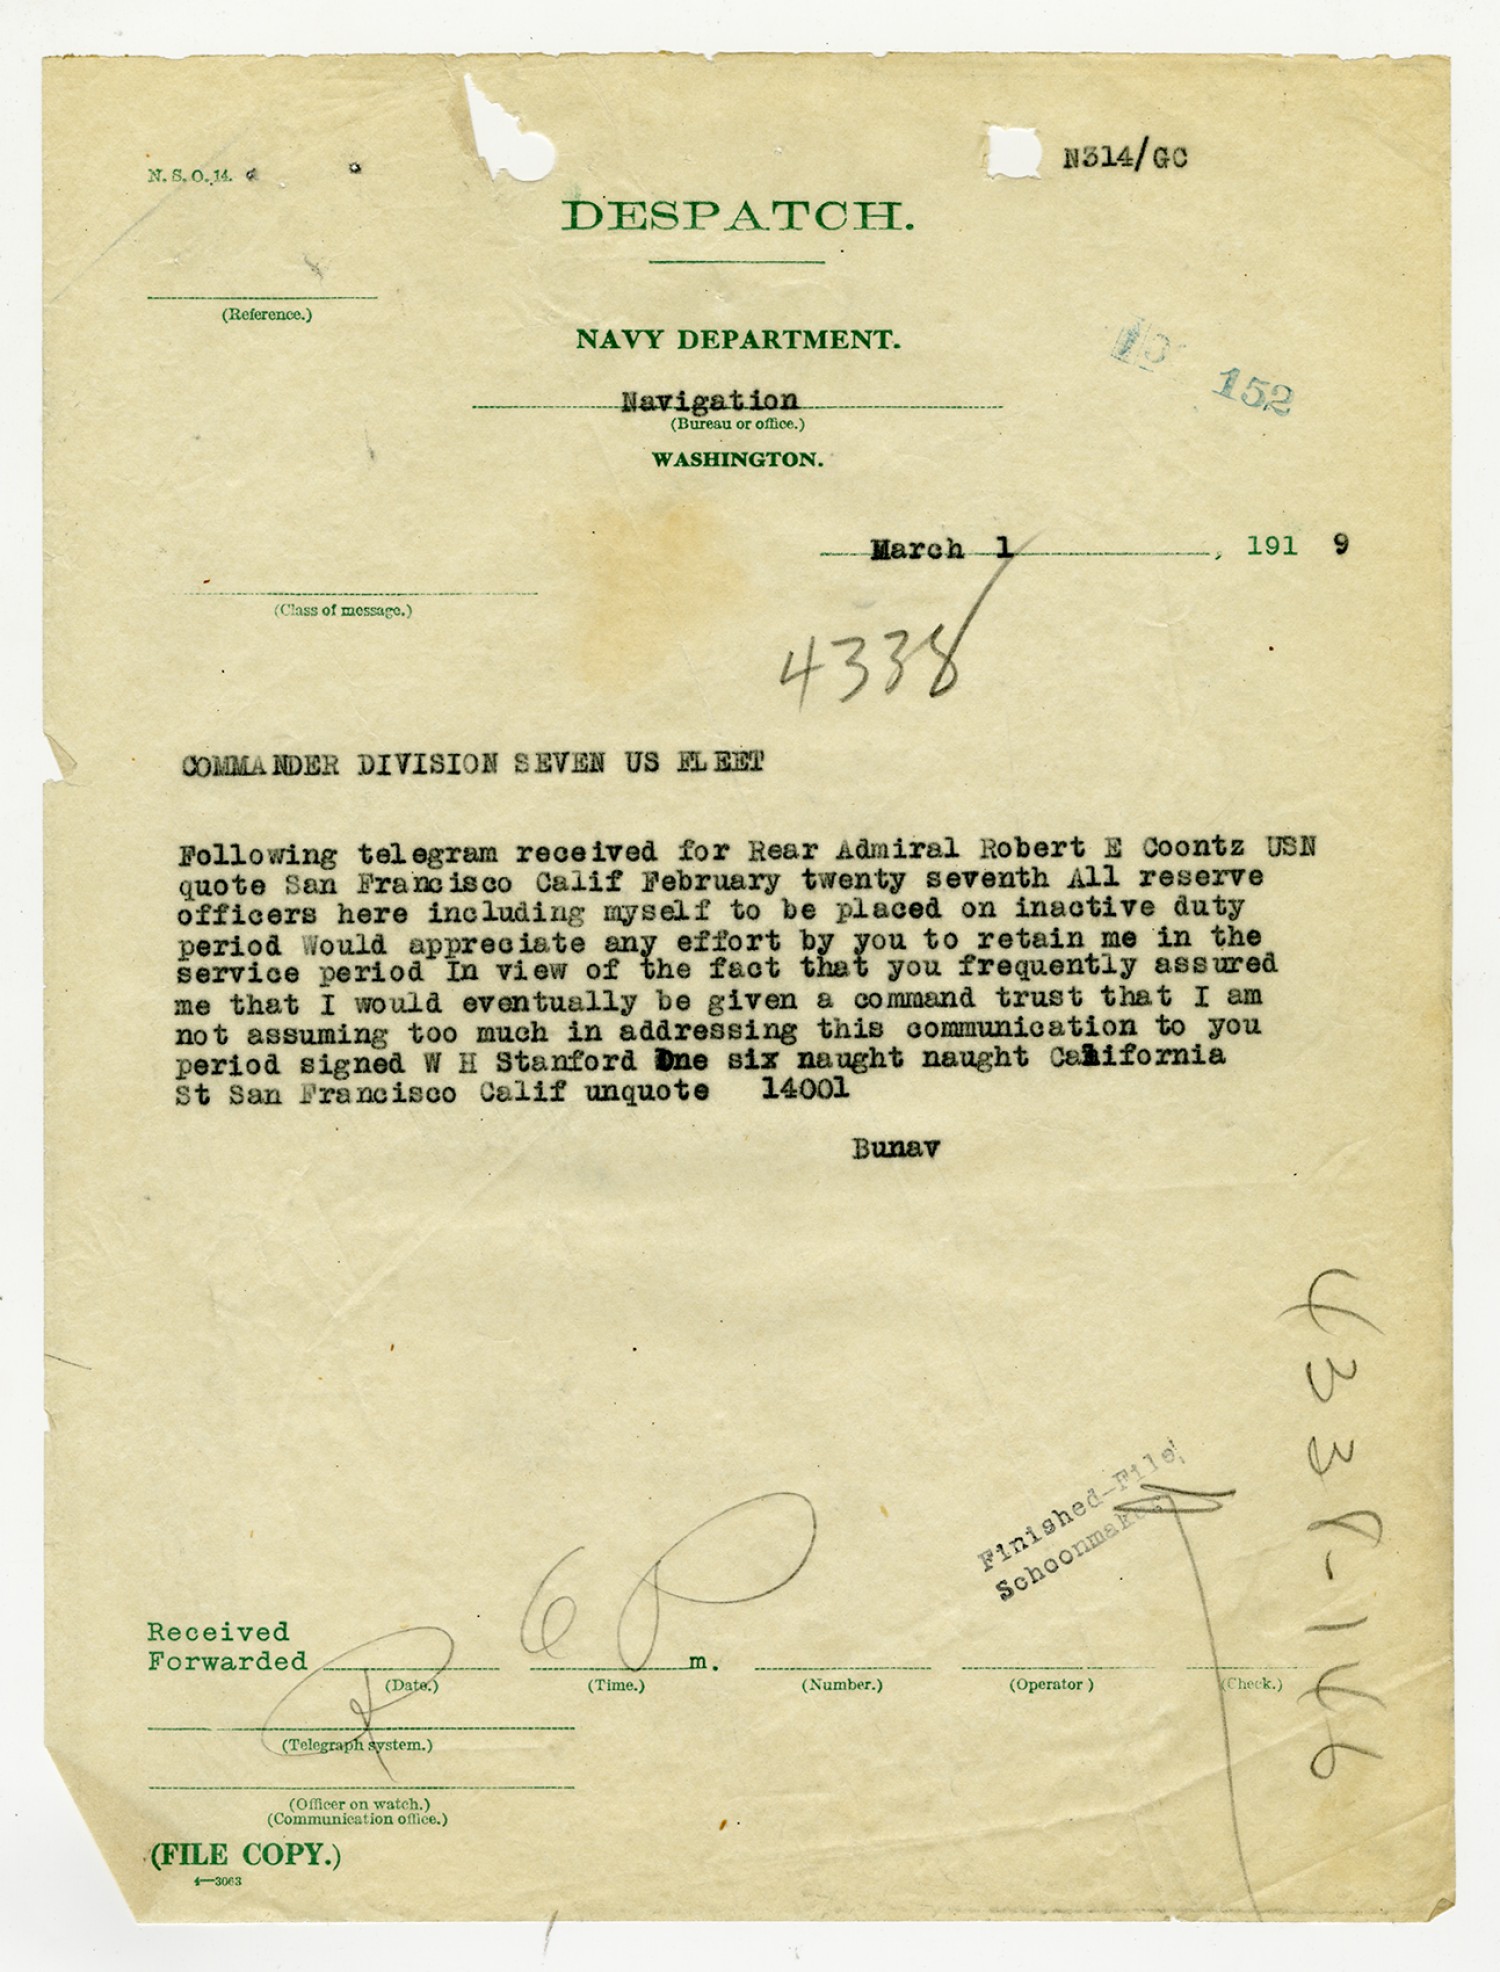 N. S. O. 14.
N314/GC
DESPATCH.
(Reference.)
NAVY DEPARTMENT.
152
Navigation
(Bureau or office.)
WASHINGTON.
March 1, 191 9
(Class of message.)
4338
COMMANDER DIVISION SEVEN US FLEET
Following telegram received for Rear Admiral Robert E Coontz USN
quote San Francisco Calif February twenty seventh All reserve
officers here including myself to be placed on inactive duty
period Would appreciate any effort by you to retain me in the
service period In view of the fact that you frequently assured
me that I would eventually be given a command trust that I am
not assuming too much in addressing this communication to you
period signed W H Stanford One six naught naught California
St San Francisco Calif unquote 14001
Bunav
4338-146
Finished-File
Schoonmaker
Received
Forwarded
m.
(Date.) (Time.) (Number.) (Operator ) (Check.)
(Telegraph system.)
(Officer on watch.)
(Communication office.)
(FILE COPY.)
4—3063